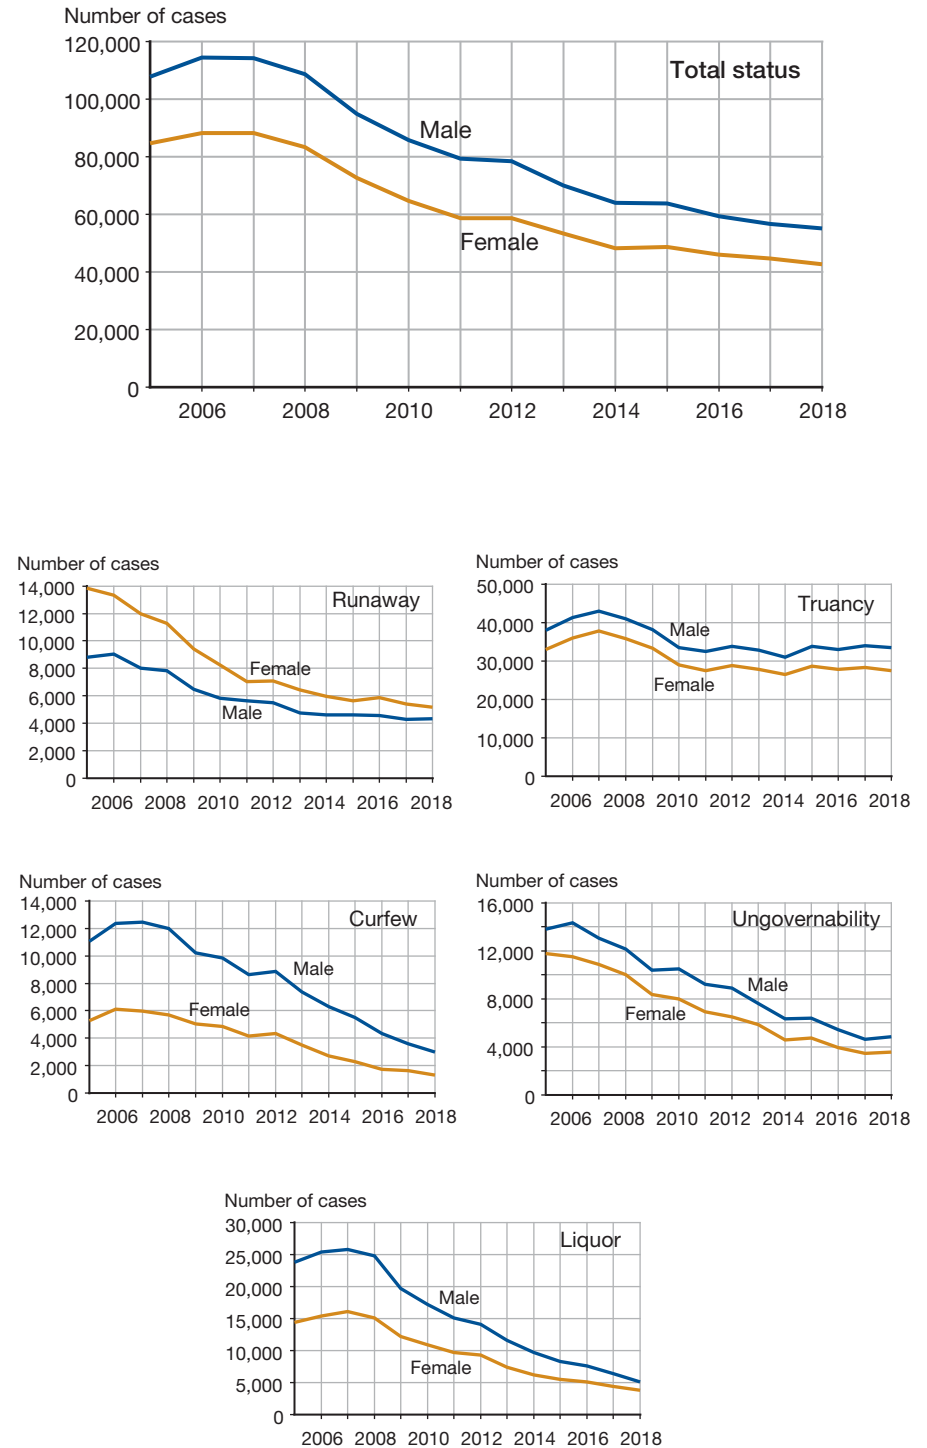 Number of cases
120,000
Total status
100,000
Male
80,000
60,000
Female
40,000
20,000
0
2006 2008 2010 2012 2014 2016 2018
Number of cases
14,000
Runaway
12,000
10,000
Female
8,000
6,000
Male
4,000
2,000
0
2006 2008 2010 2012 2014 2016 2018
Number of cases
50,000
Truancy
40,000
Male
30,000
Female
20,000
10,000
0
2006 2008 2010 2012 2014 2016 2018
Number of cases
14,000
Curfew
12,000
10,000
Male
8,000
Female
6,000
4,000
2,000
0
2006 2008 2010 2012 2014 2016 2018
Number of cases
16,000
Ungovernability
12,000
Male
8,000
Female
4,000
0
2006 2008 2010 2012 2014 2016 2018
Number of cases
30,000
Liquor
25,000
20,000
Male
15,000
10,000
Female
5,000
0
2006 2008 2010 2012 2014 2016 2018